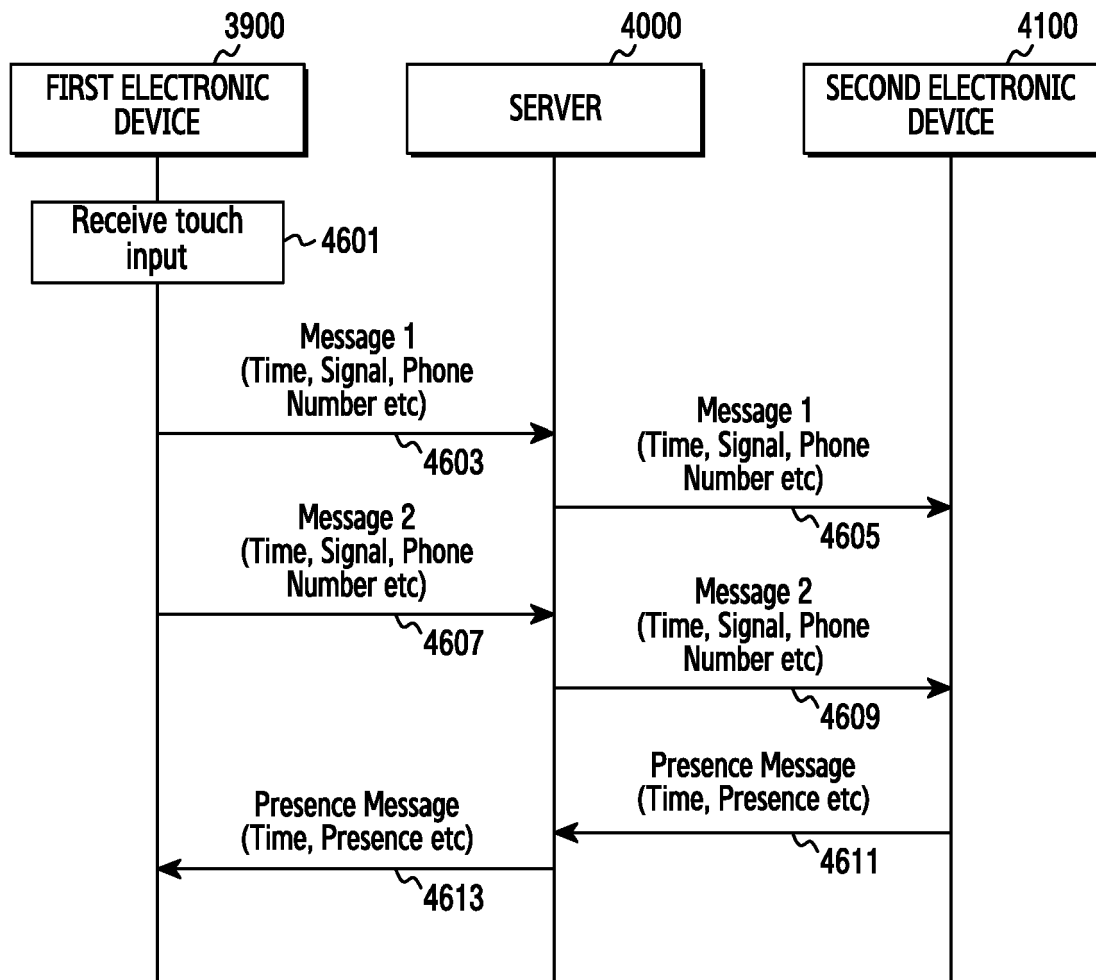 3900
4000
4100
FIRST ELECTRONIC
DEVICE
SERVER
SECOND ELECTRONIC
DEVICE
Receive touch
input
4601
Message 1
(Time, Signal, Phone
Number etc)
4603
Message 1
(Time, Signal, Phone
Number etc)
4605
Message 2
(Time, Signal, Phone
Number etc)
4607
Message 2
(Time, Signal, Phone
Number etc)
4609
Presence Message
(Time, Presence etc)
4611
Presence Message
(Time, Presence etc)
4613